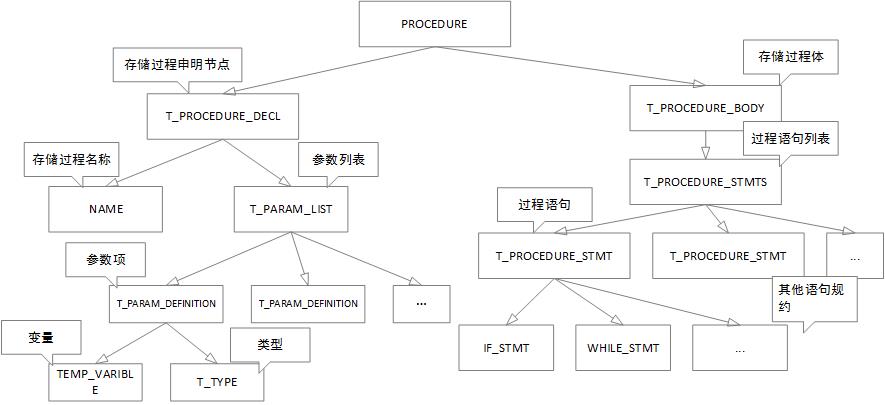 PROCEDURE
存储过程申明节点
存储过程体
T_PROCEDURE_DECL
T_PROCEDURE_BODY
存储过程名称
参数列表
过程语句列表
NAME
T_PARAM_LIST
T_PROCEDURE_STMTS
过程语句
参数项
T_PROCEDURE_STMT
T_PROCEDURE_STMT
...
T_PARAM_DEFINITION
T_PARAM_DEFINITION
...
其他语句规
约
变量
类型
IF_STMT
WHILE_STMT
...
TEMP_VARIBL
E
T_TYPE